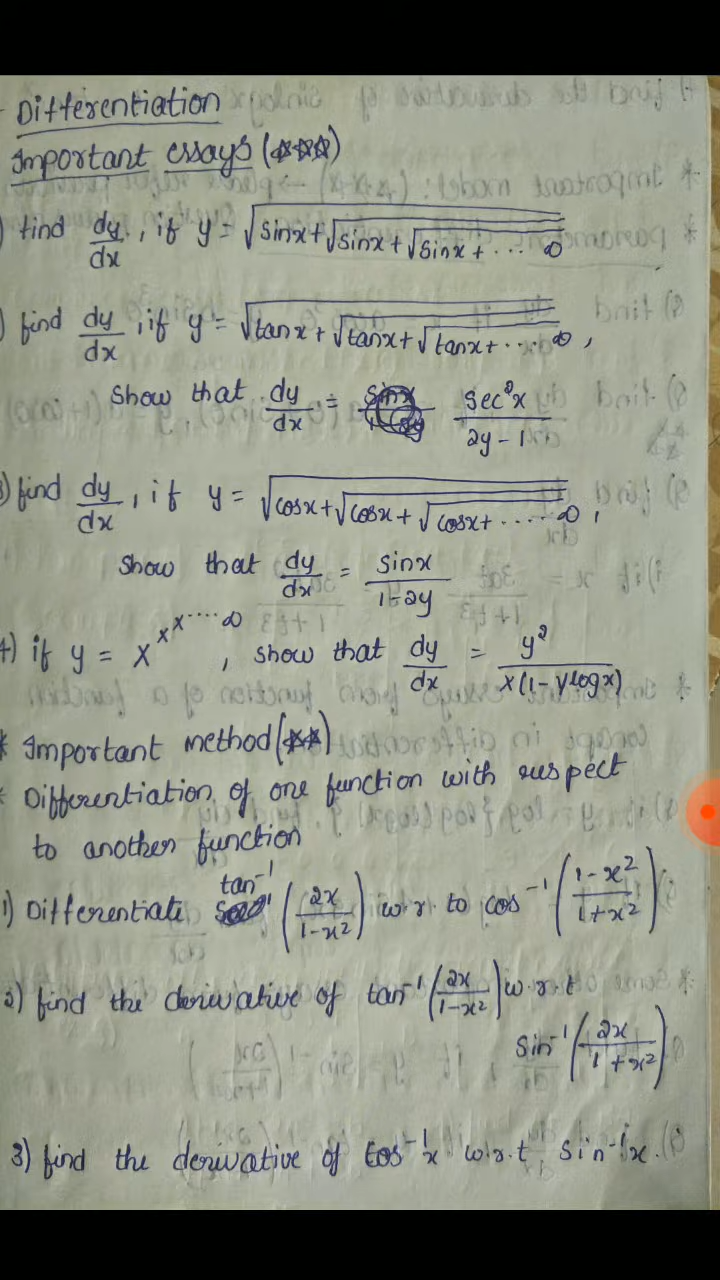 Differentiation
Important essays (☆☆☆)
) find dy/dx, if y = √sinx+√sinx+√sinx+... ∞
) find dy/dx, if y = √tanx+√tanx+√tanx+... ∞,
Show that dy/dx = sec²x/2y-1
3) find dy/dx, if y = √cosx+√cosx+√cosx+..... ∞,
Show that dy/dx = sinx/1-2y
4) if y = x^x^x....∞, show that dy/dx = y²/x(1-ylogx)
* Important method (☆☆)
* Differentiation of one function with respect
to another function
1) Differentiate tan⁻¹(2x/1-x²) w.r. to cos⁻¹(1-x²/1+x²)
2) find the derivative of tan⁻¹(2x/1-x²) w.r.t
sin⁻¹(2x/1+x²)
3) find the derivative of cos⁻¹x w.r.t sin⁻¹x.